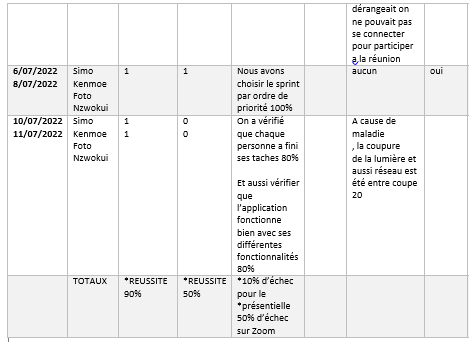 dérangeait on
ne pouvait pas
se connecter
pour participer
a,la réunion
6/07/2022
8/07/2022
Simo
Kenmoe
Foto
Nzwokui
1
1
Nous avons
choisir le sprint
par ordre de
priorité 100%
aucun
oui
10/07/2022
11/07/2022
Simo
Kenmoe
Foto
Nzwokui
1
1
0
0
On a vérifié
que chaque
personne a fini
ses taches 80%
Et aussi vérifier
que
l'application
fonctionne
bien avec ses
différentes
fonctionnalités
80%
A cause de
maladie
, la coupure
de la lumière et
aussi réseau est
été entre coupe
20
TOTAUX
*REUSSITE
90%
*REUSSITE
50%
*10% d'échec
pour le
*présentielle
50% d'échec
sur Zoom